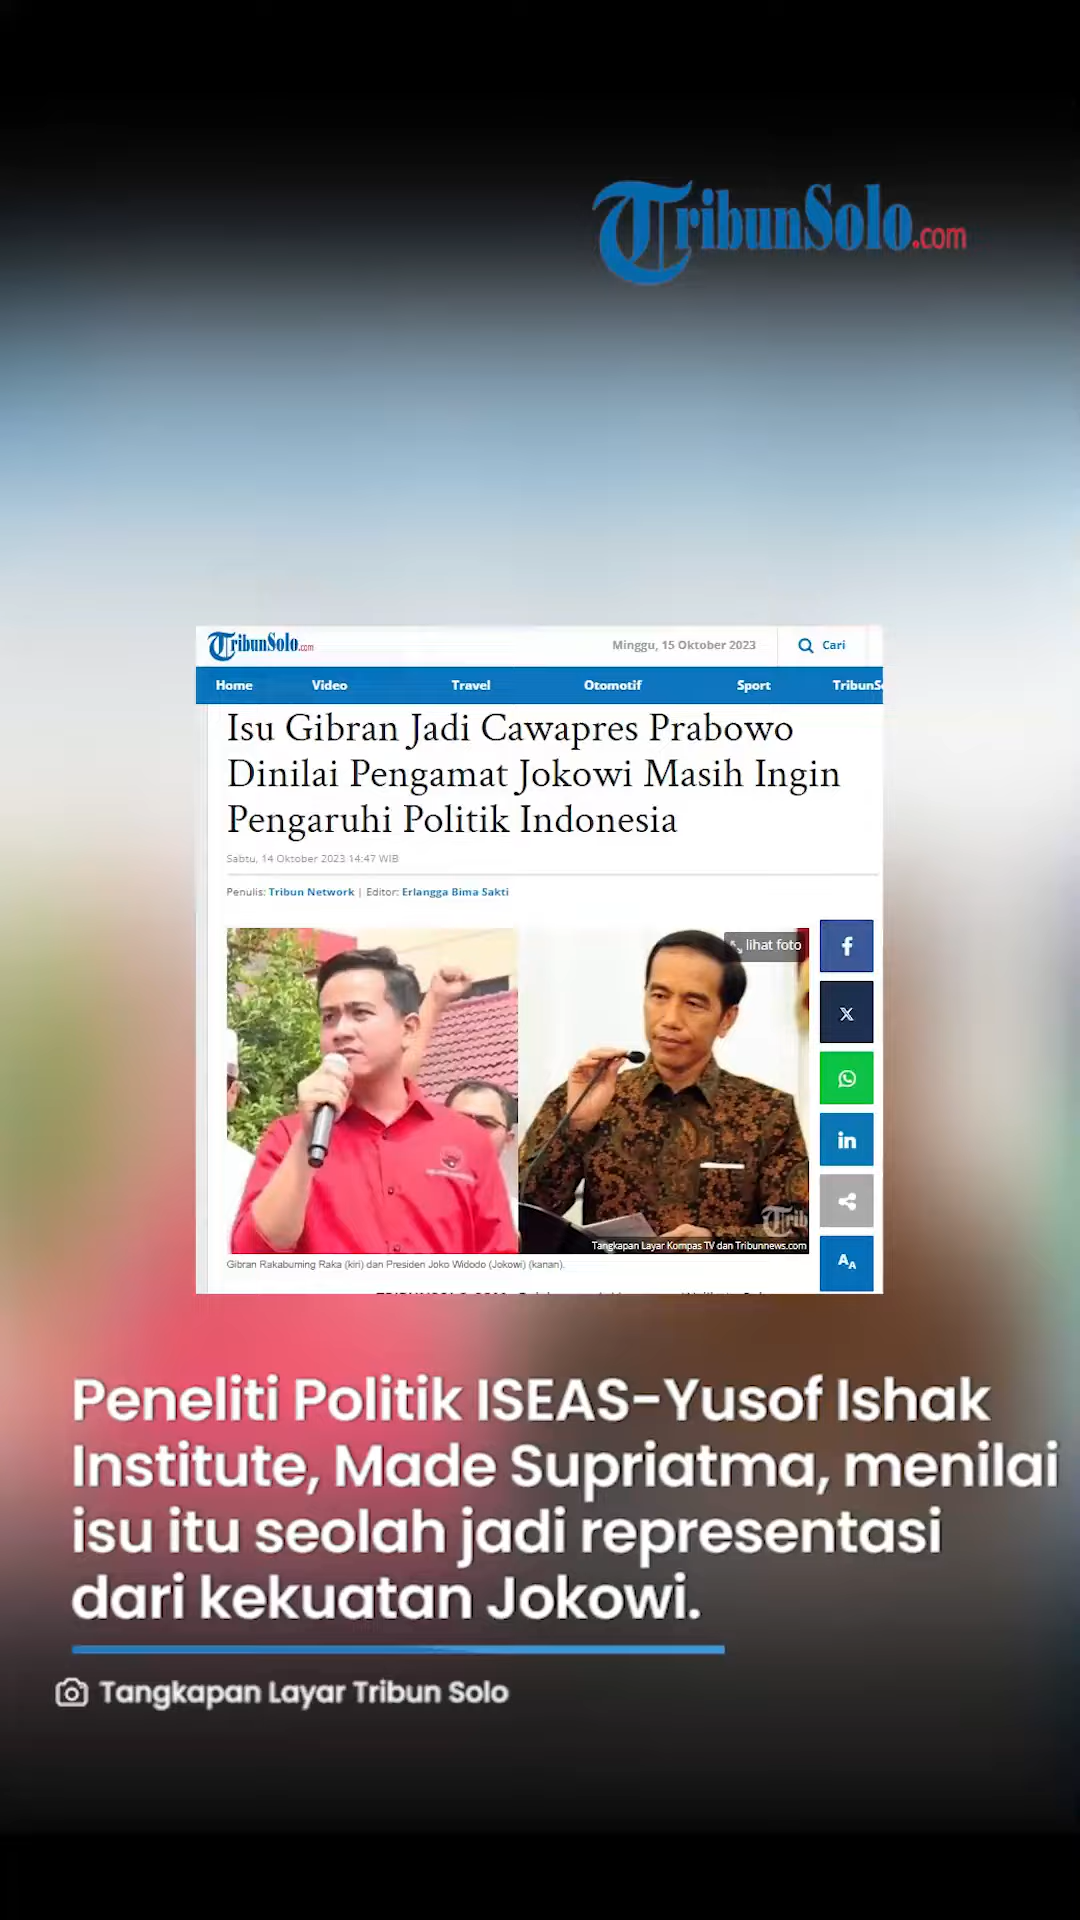 TribunSolo.com
TribunSolo.com
Minggu, 15 Oktober 2023
Cari
Home Video Travel Otomotif Sport TribunSo
Isu Gibran Jadi Cawapres Prabowo
Dinilai Pengamat Jokowi Masih Ingin
Pengaruhi Politik Indonesia
Sabtu, 14 Oktober 2023 14:47 WIB
Penulis: Tribun Network | Editor: Erlangga Bima Sakti
lihat foto
f
X
in
Trib
Tangkapan Layar Kompas TV dan Tribunnews.com
AA
Gibran Rakabuming Raka (kiri) dan Presiden Joko Widodo (Jokowi) (kanan).
Peneliti Politik ISEAS-Yusof Ishak
Institute, Made Supriatma, menilai
isu itu seolah jadi representasi
dari kekuatan Jokowi.
Tangkapan Layar Tribun Solo